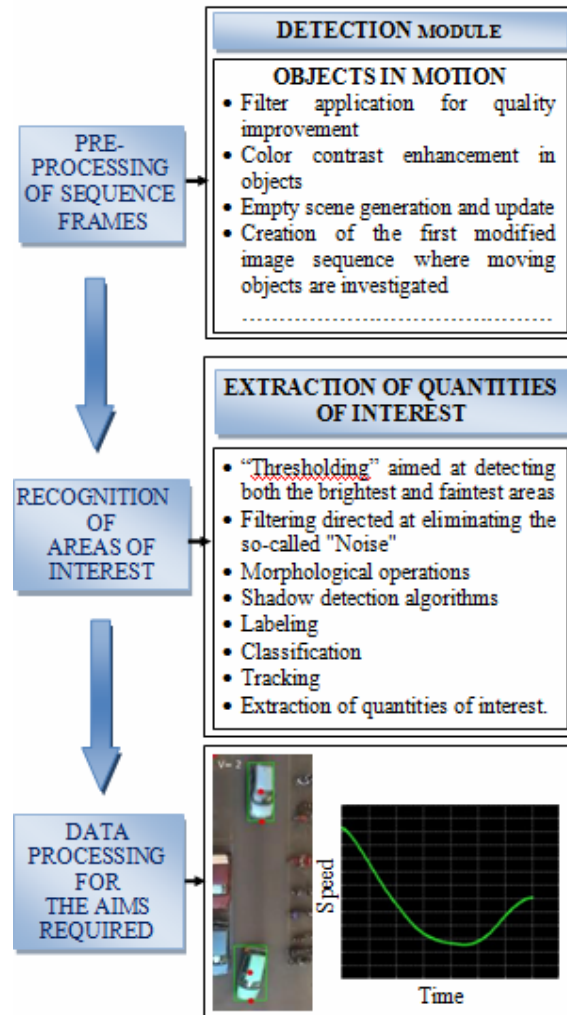 DETECTION MODULE
OBJECTS IN MOTION
• Filter application for quality
improvement
• Color contrast enhancement in
objects
• Empty scene generation and update
• Creation of the first modified
image sequence where moving
objects are investigated
............................................
PRE-
PROCESSING
OF SEQUENCE
FRAMES
EXTRACTION OF QUANTITIES
OF INTEREST
• “Thresholding” aimed at detecting
both the brightest and faintest areas
• Filtering directed at eliminating the
so-called "Noise"
• Morphological operations
• Shadow detection algorithms
• Labeling
• Classification
• Tracking
• Extraction of quantities of interest.
RECOGNITION
OF
AREAS OF
INTEREST
DATA
PROCESSING
FOR
THE AIMS
REQUIRED
V= 2
Speed
Time